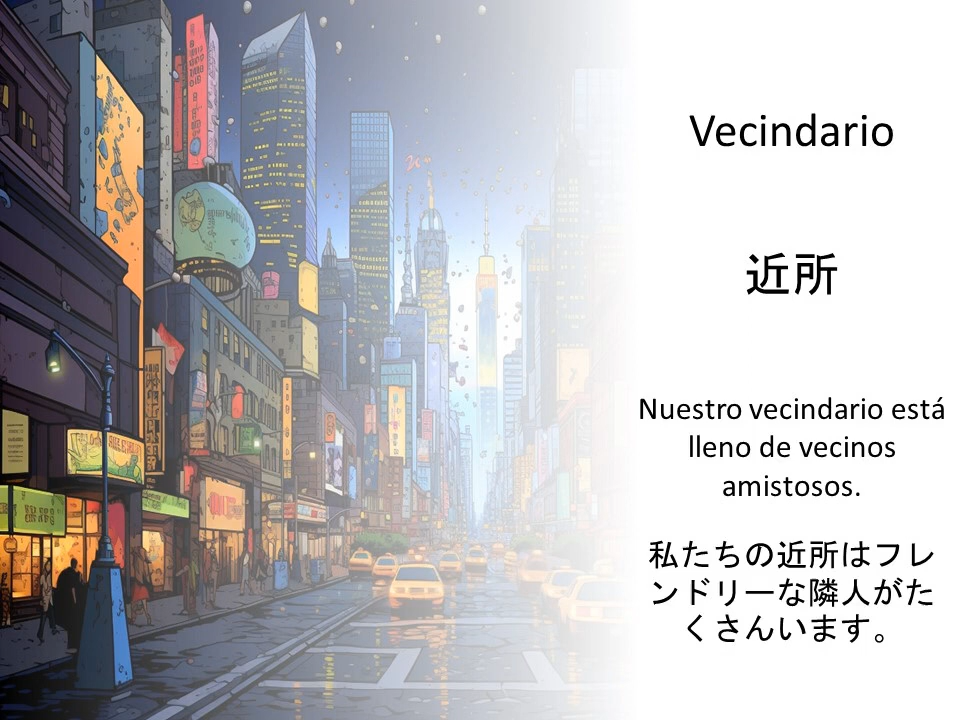 Vecindario
近所
Nuestro vecindario está
lleno de vecinos
amistosos.
私たちの近所はフレ
ンドリーな隣人がた
くさんいます。